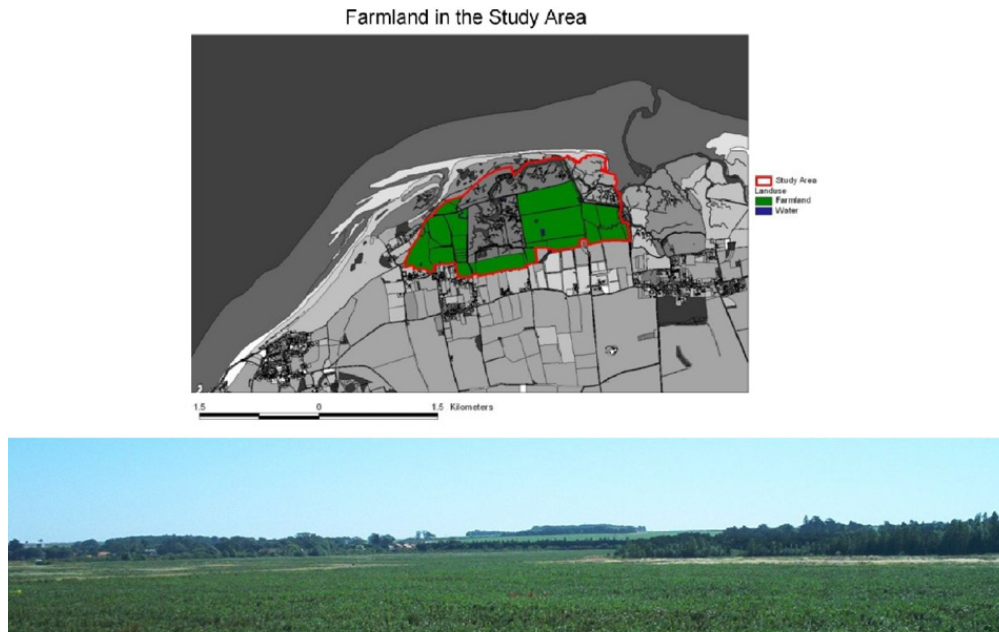 Farmland in the Study Area
Study Area
Landuse
Farmland
Water
1.5 0 1.5 Kilometers